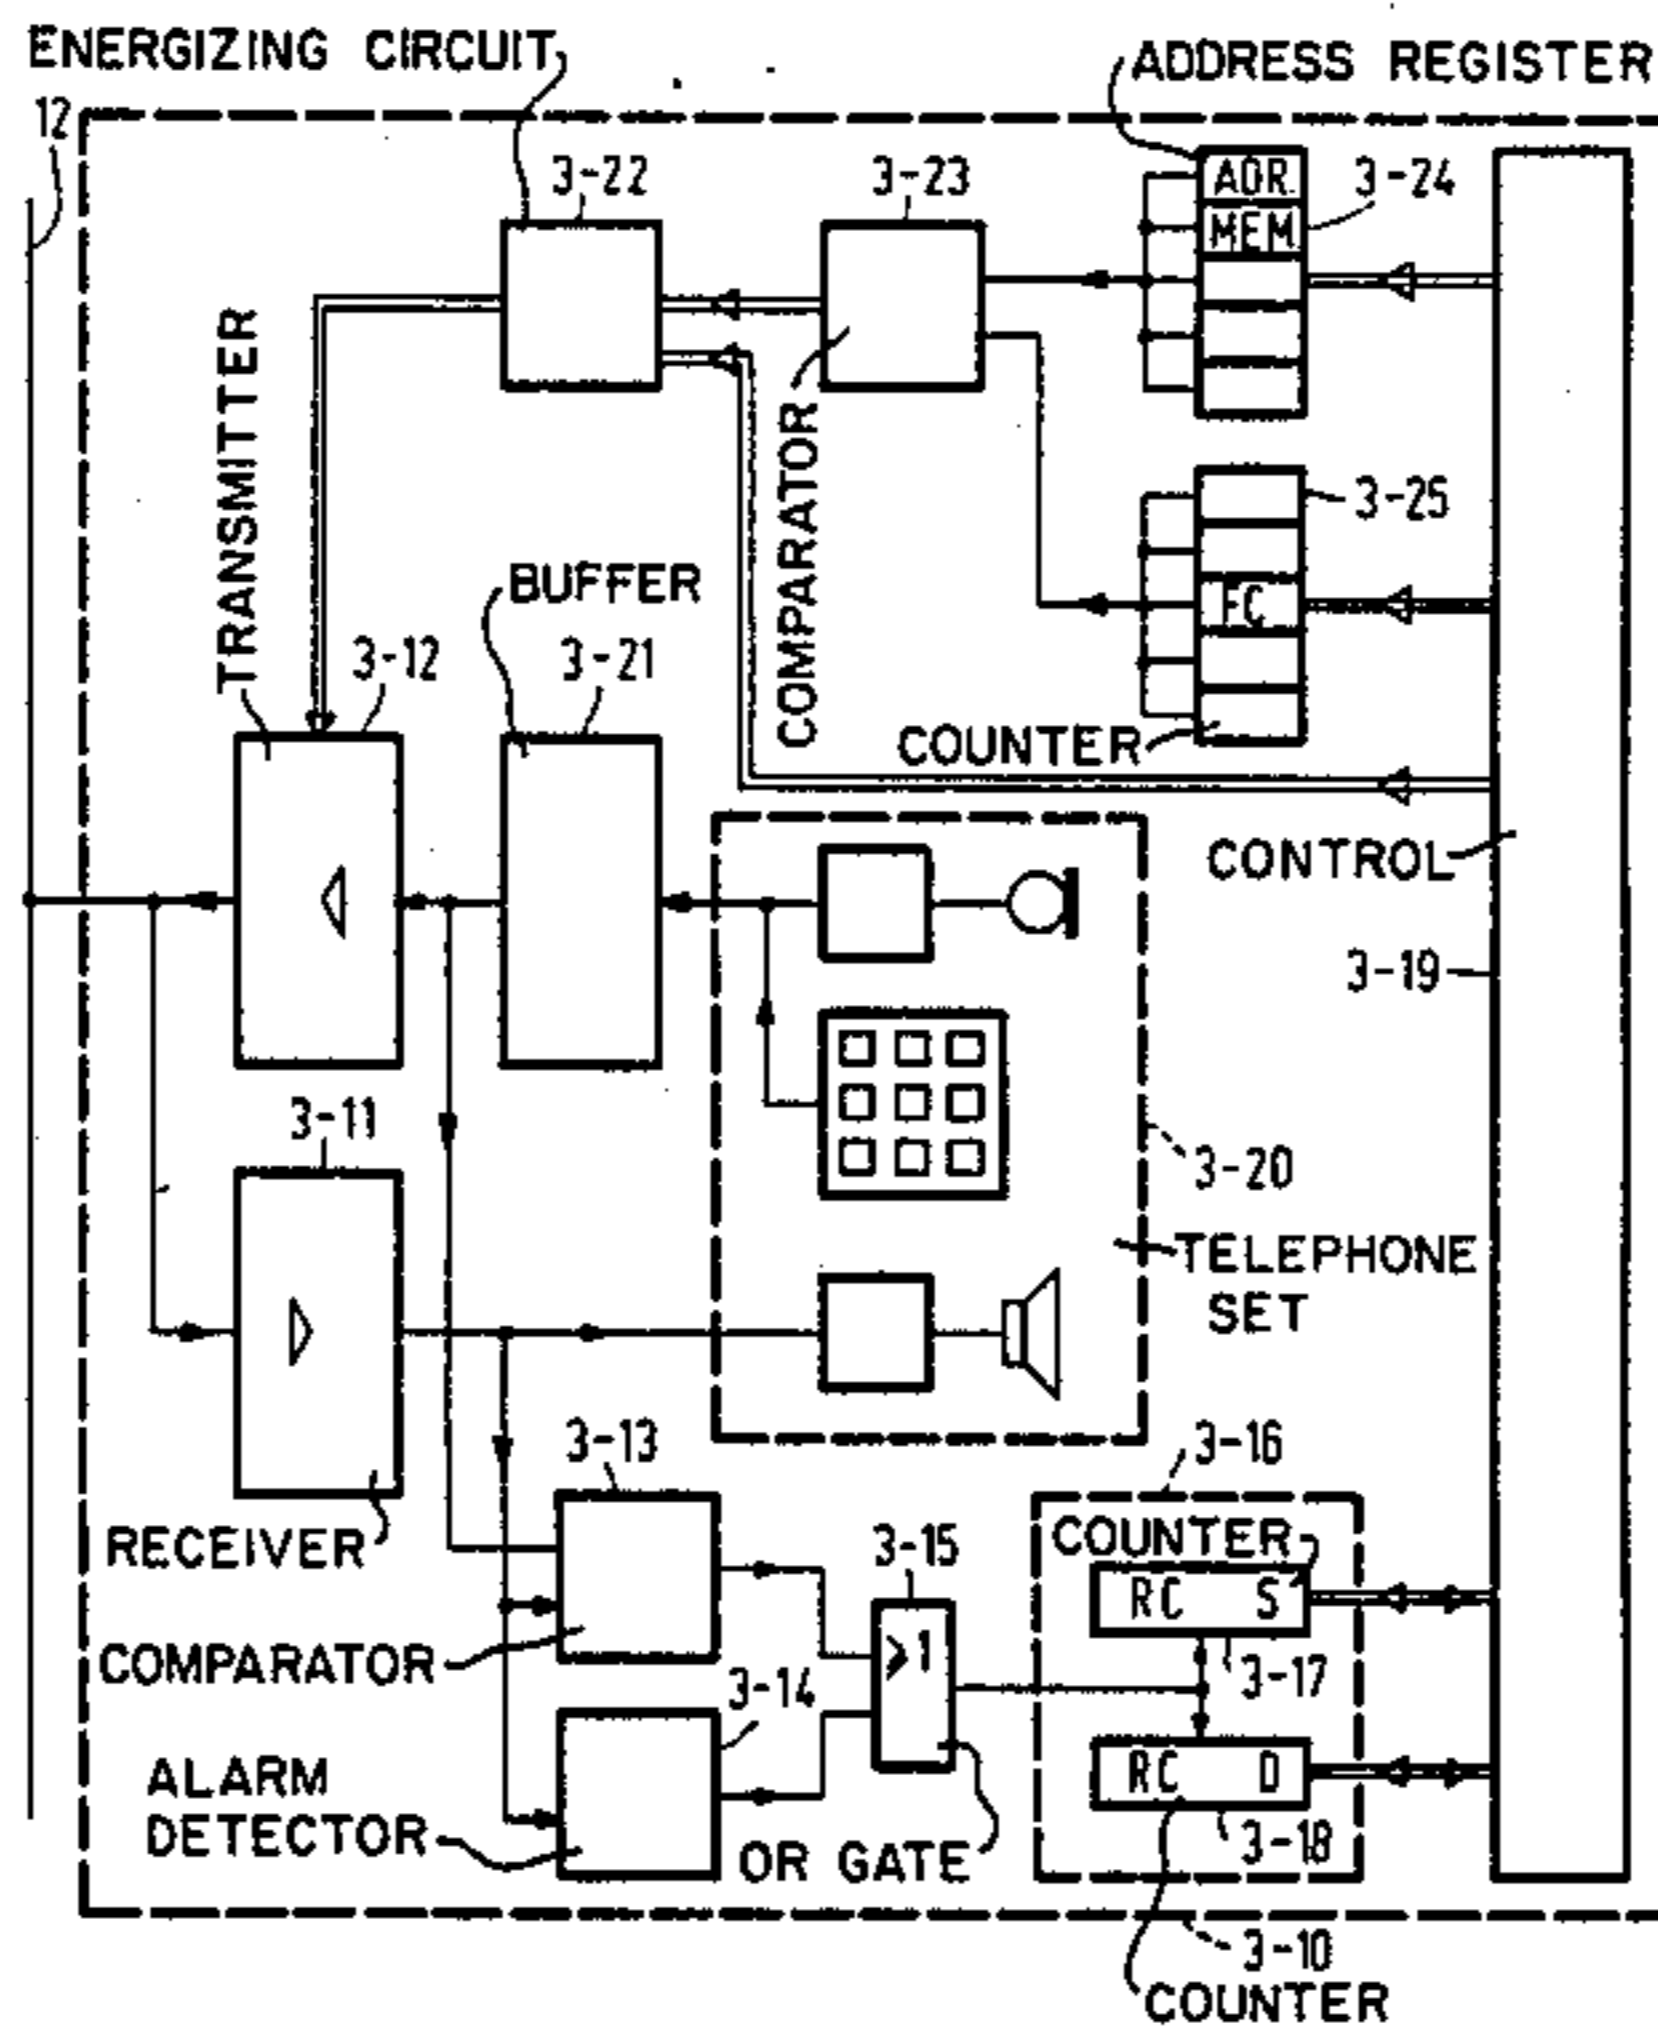 ENERGIZING CIRCUIT
ADDRESS REGISTER
12
3-22
3-23
ADR.
3-24
MEM
TRANSMITTER
COMPARATOR
3-25
FC
BUFFER
3-12
3-21
COUNTER
CONTROL
3-19
3-11
3-20
TELEPHONE
SET
3-13
3-16
RECEIVER
COUNTER
3-15
RC S
COMPARATOR
>1
3-17
3-14
ALARM
DETECTOR
RC D
OR GATE
3-18
3-10
COUNTER